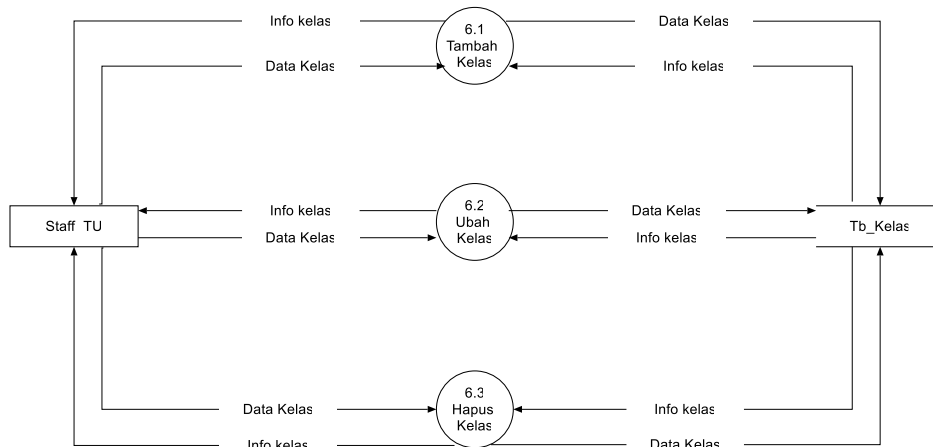 Info kelas
6.1
Tambah
Kelas
Data Kelas
Data Kelas
Info kelas
Staff TU
Info kelas
Data Kelas
6.2
Ubah
Kelas
Data Kelas
Info kelas
Tb_Kelas
Data Kelas
6.3
Hapus
Kelas
Info kelas
Info kelas
Data Kelas